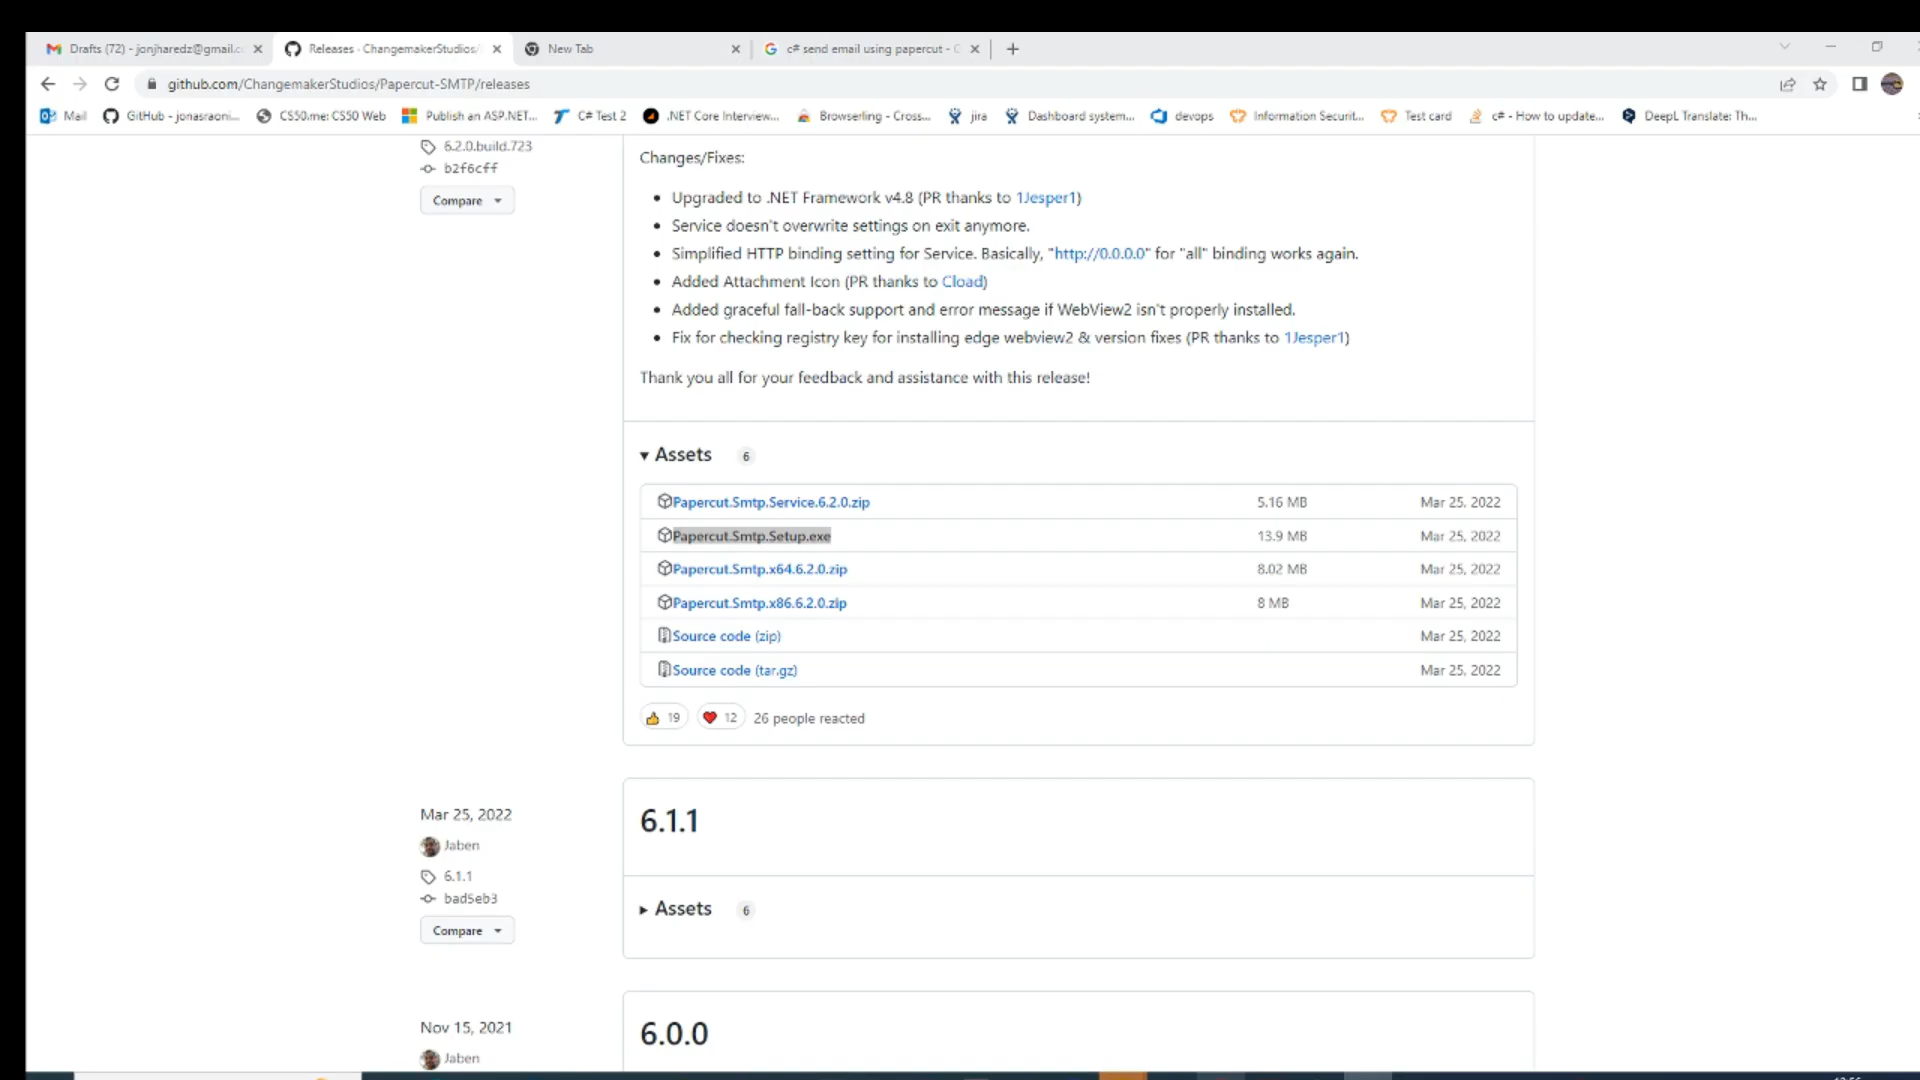 Drafts (72) - jonjharedz@gmail.c
Releases · ChangemakerStudios/
New Tab
c# send email using papercut -
github.com/ChangemakerStudios/Papercut-SMTP/releases
Mail
GitHub - jonasraoni...
CS50.me: CS50 Web
Publish an ASP.NET...
C# Test 2
.NET Core Interview...
Browserling - Cross...
jira
Dashboard system...
devops
Information Securit...
Test card
c# - How to update...
DeepL Translate: Th...
6.2.0.build.723
b2f6cff
Compare
Changes/Fixes:
Upgraded to .NET Framework v4.8 (PR thanks to 1Jesper1)
Service doesn't overwrite settings on exit anymore.
Simplified HTTP binding setting for Service. Basically, "http://0.0.0.0" for "all" binding works again.
Added Attachment Icon (PR thanks to Cload)
Added graceful fall-back support and error message if WebView2 isn't properly installed.
Fix for checking registry key for installing edge webview2 & version fixes (PR thanks to 1Jesper1)
Thank you all for your feedback and assistance with this release!
Assets 6
Papercut.Smtp.Service.6.2.0.zip 5.16 MB Mar 25, 2022
Papercut.Smtp.Setup.exe 13.9 MB Mar 25, 2022
Papercut.Smtp.x64.6.2.0.zip 8.02 MB Mar 25, 2022
Papercut.Smtp.x86.6.2.0.zip 8 MB Mar 25, 2022
Source code (zip) Mar 25, 2022
Source code (tar.gz) Mar 25, 2022
19 12 26 people reacted
Mar 25, 2022
Jaben
6.1.1
bad5eb3
Compare
6.1.1
Assets 6
Nov 15, 2021
Jaben
6.0.0